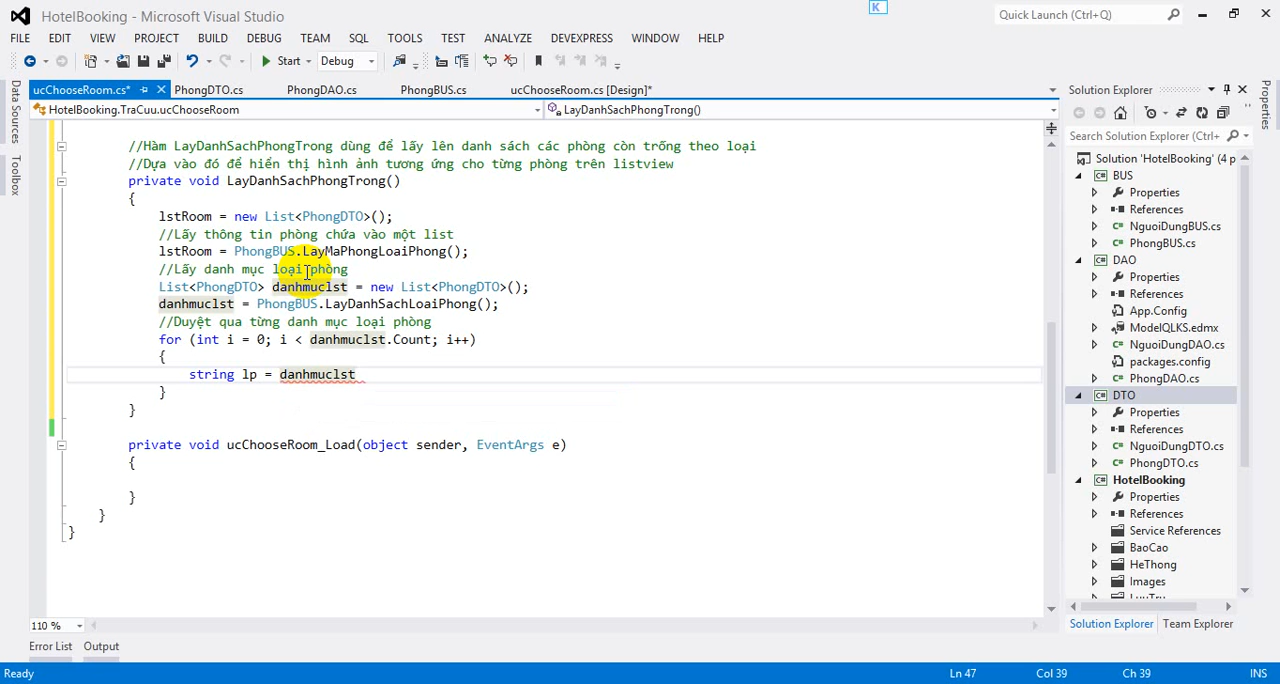 HotelBooking - Microsoft Visual Studio
K
Quick Launch (Ctrl+Q)
FILE EDIT VIEW PROJECT BUILD DEBUG TEAM SQL TOOLS TEST ANALYZE DEVEXPRESS WINDOW HELP
Start Debug
ucChooseRoom.cs* PhongDTO.cs PhongDAO.cs PhongBUS.cs ucChooseRoom.cs [Design]*
HotelBooking.TraCuu.ucChooseRoom LayDanhSachPhongTrong()
Data Sources
Toolbox
//Hàm LayDanhSachPhongTrong dùng để lấy lên danh sách các phòng còn trống theo loại
//Dựa vào đó để hiển thị hình ảnh tương ứng cho từng phòng trên listview
private void LayDanhSachPhongTrong()
{
lstRoom = new List<PhongDTO>();
//Lấy thông tin phòng chứa vào một list
lstRoom = PhongBUS.LayMaPhongLoaiPhong();
//Lấy danh mục loại phòng
List<PhongDTO> danhmuclst = new List<PhongDTO>();
danhmuclst = PhongBUS.LayDanhSachLoaiPhong();
//Duyệt qua từng danh mục loại phòng
for (int i = 0; i < danhmuclst.Count; i++)
{
string lp = danhmuclst
}
}
private void ucChooseRoom_Load(object sender, EventArgs e)
{
}
}
}
110 %
Error List Output
Solution Explorer
Search Solution Explorer (Ctrl+
Solution 'HotelBooking' (4 p
BUS
Properties
References
NguoiDungBUS.cs
PhongBUS.cs
DAO
Properties
References
App.Config
ModelQLKS.edmx
NguoiDungDAO.cs
packages.config
PhongDAO.cs
DTO
Properties
References
NguoiDungDTO.cs
PhongDTO.cs
HotelBooking
Properties
References
Service References
BaoCao
HeThong
Images
LuuTru
Solution Explorer Team Explorer
Properties
Ready Ln 47 Col 39 Ch 39 INS